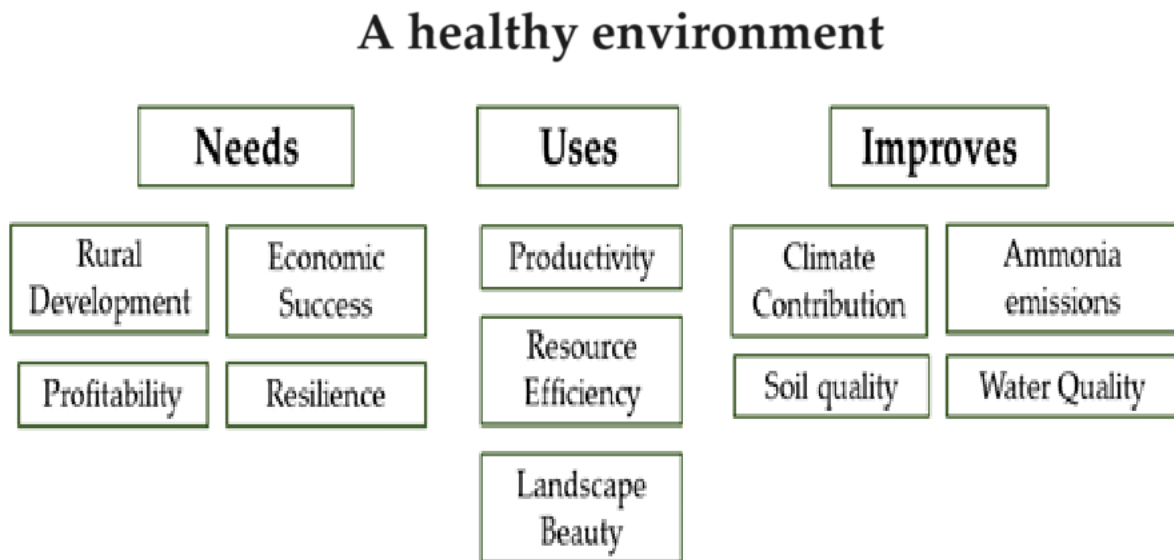 A healthy environment
Needs
Uses
Improves
Rural
Development
Economic
Success
Profitability
Resilience
Productivity
Resource
Efficiency
Landscape
Beauty
Climate
Contribution
Ammonia
emissions
Soil quality
Water Quality